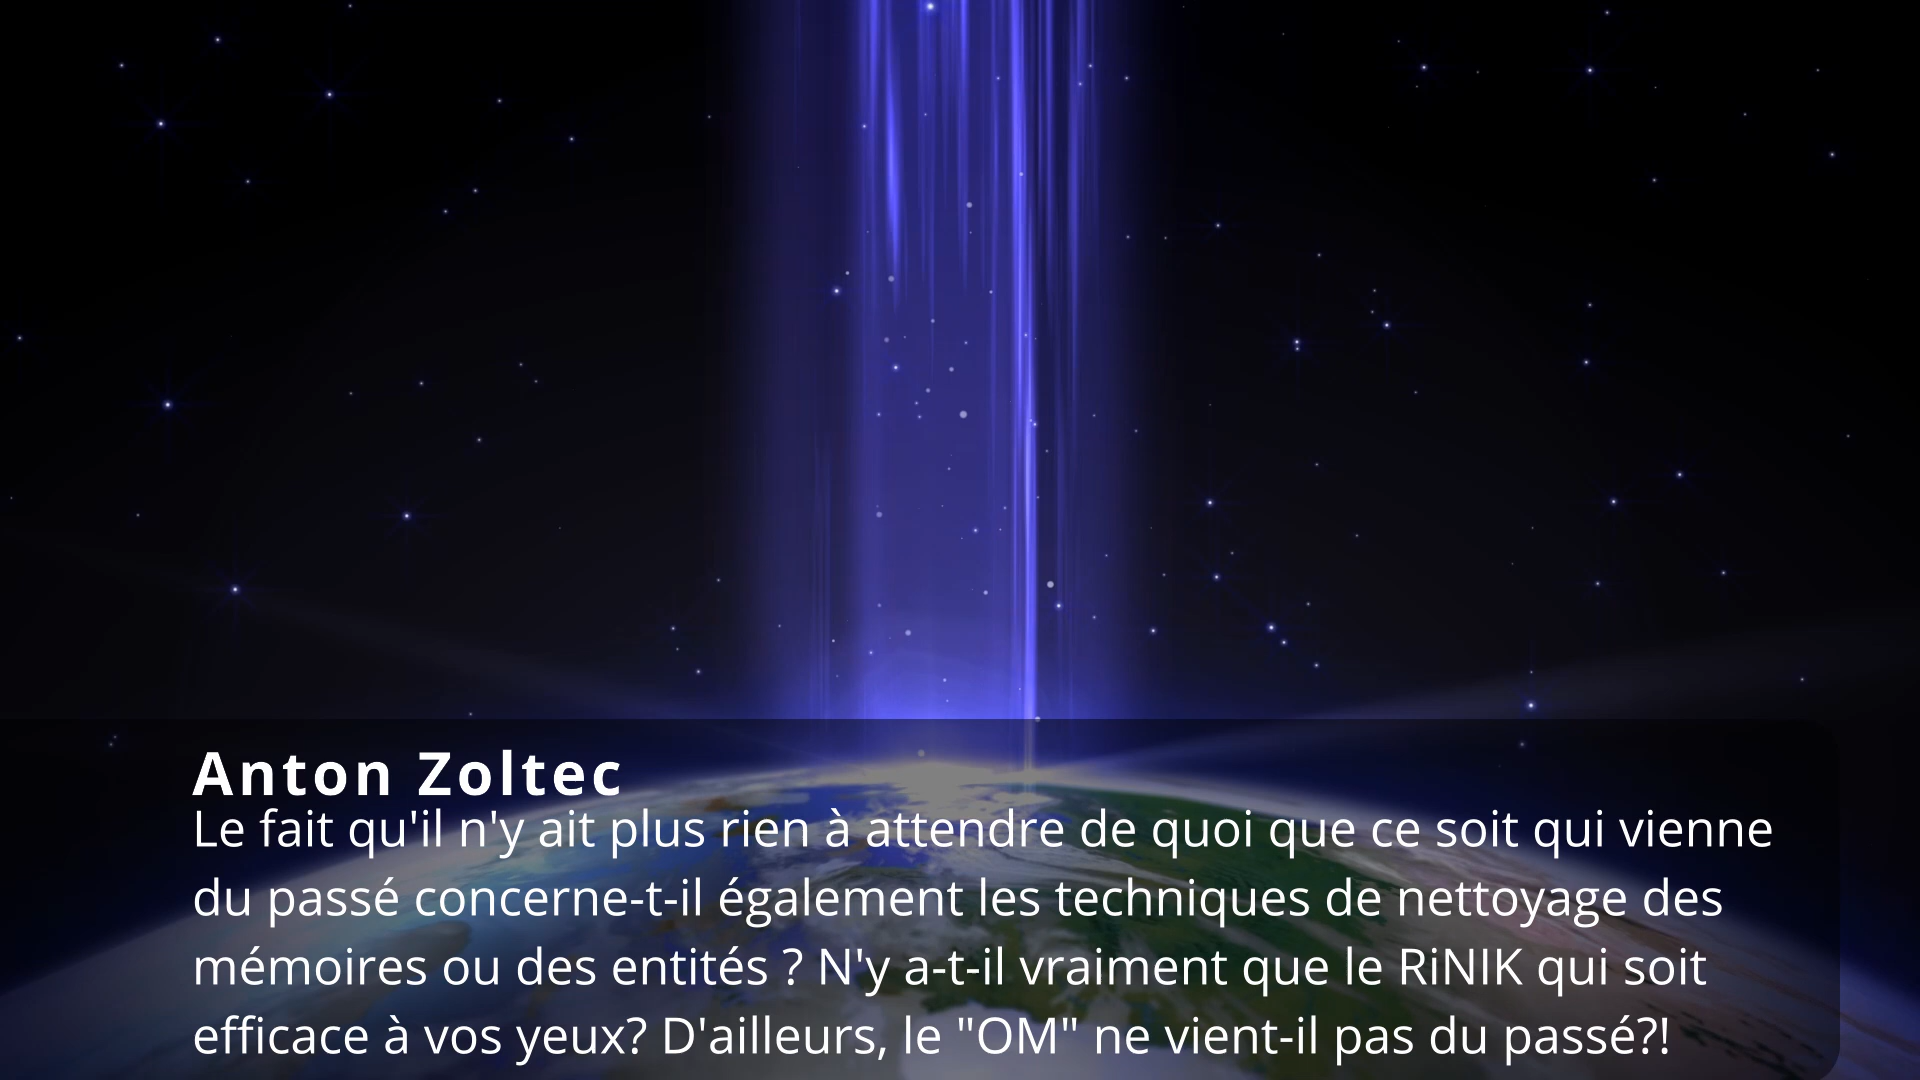 Anton Zoltec
Le fait qu'il n'y ait plus rien à attendre de quoi que ce soit qui vienne
du passé concerne-t-il également les techniques de nettoyage des
mémoires ou des entités ? N'y a-t-il vraiment que le RiNIK qui soit
efficace à vos yeux? D'ailleurs, le "OM" ne vient-il pas du passé?!